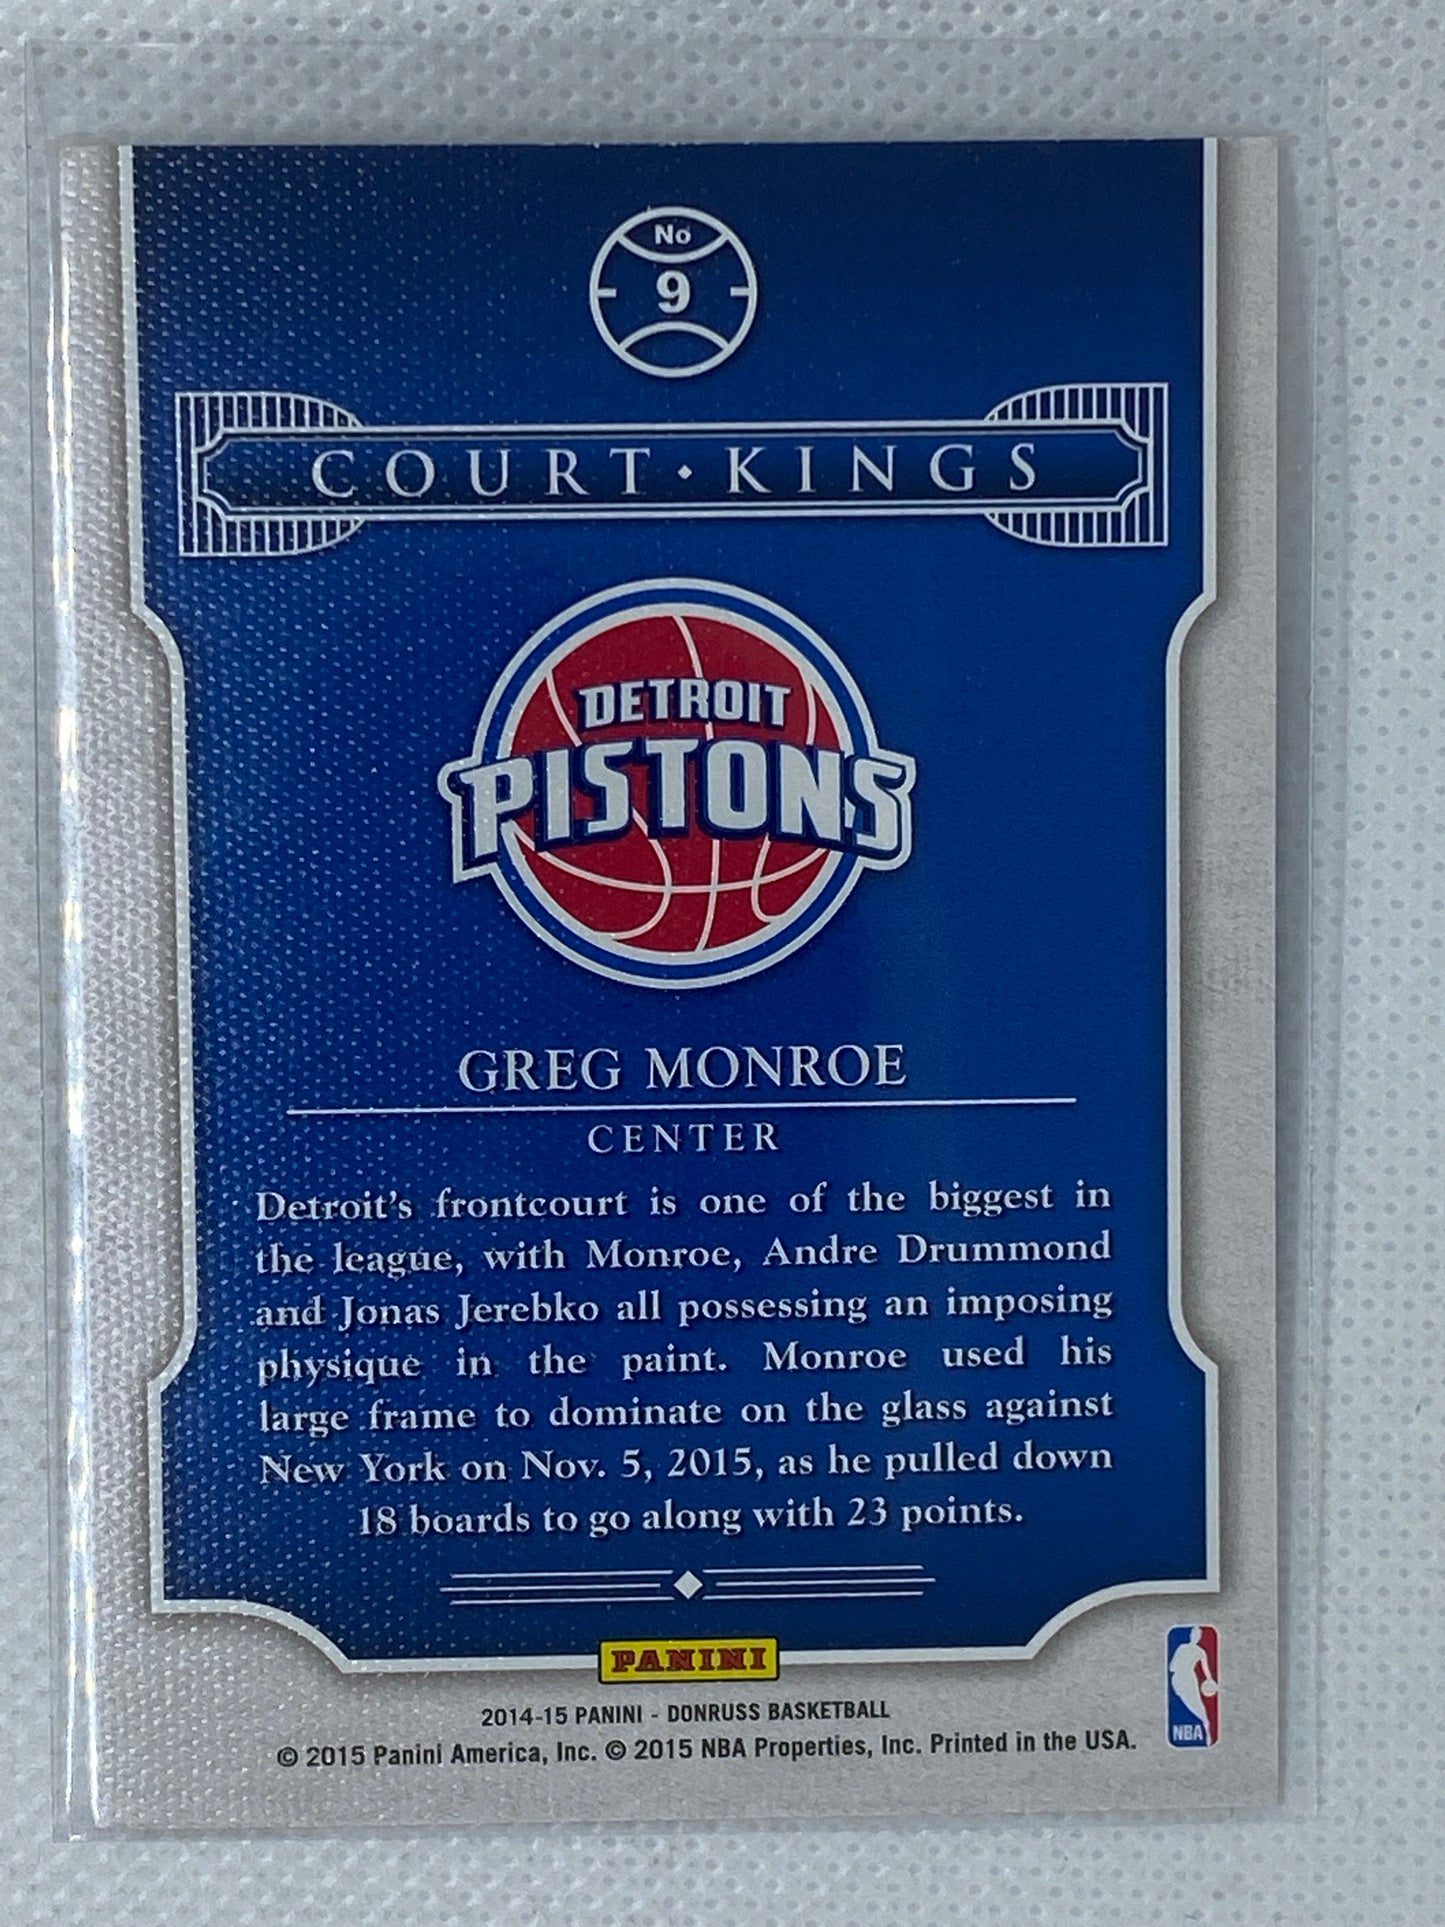 No
9
COURT • KINGS
DETROIT
PISTONS
GREG MONROE
CENTER
Detroit's frontcourt is one of the biggest in
the league, with Monroe, Andre Drummond
and Jonas Jerebko all possessing an imposing
physique in the paint. Monroe used his
large frame to dominate on the glass against
New York on Nov. 5, 2015, as he pulled down
18 boards to go along with 23 points.
PANINI
2014-15 PANINI - DONRUSS BASKETBALL
© 2015 Panini America, Inc. © 2015 NBA Properties, Inc. Printed in the USA.
NBA